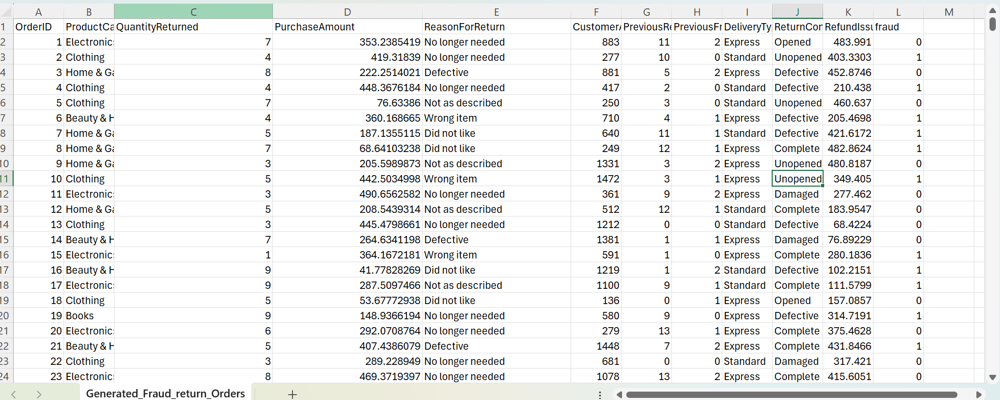 A B C D E F G H I J K L M
1 OrderID ProductCa QuantityReturned PurchaseAmount ReasonForReturn CustomerA PreviousRe PreviousFr DeliveryTy ReturnCon RefundIssu fraud
2 1 Electronics 7 353.2385419 No longer needed 883 11 2 Express Opened 483.991 0
3 2 Clothing 4 419.31839 No longer needed 277 10 0 Standard Unopened 403.3303 1
4 3 Home & Ga 8 222.2514021 Defective 881 5 2 Express Defective 452.8746 0
5 4 Clothing 4 448.3676184 No longer needed 417 2 0 Standard Defective 210.438 1
6 5 Clothing 7 76.63386 Not as described 250 3 0 Standard Unopened 460.637 0
7 6 Beauty & H 4 360.168665 Wrong item 710 4 1 Express Defective 205.4698 1
8 7 Home & Ga 5 187.1355115 Did not like 640 11 1 Standard Defective 421.6172 1
9 8 Home & Ga 7 68.64103238 Did not like 249 12 1 Express Complete 482.8624 1
10 9 Home & Ga 3 205.5989873 Not as described 1331 3 2 Express Unopened 480.8187 0
11 10 Clothing 5 442.5034998 Wrong item 1472 3 1 Express Unopened 349.405 1
12 11 Electronics 3 490.6562582 No longer needed 361 9 2 Express Damaged 277.462 0
13 12 Home & Ga 5 208.5439314 Not as described 512 12 1 Standard Complete 183.9547 0
14 13 Clothing 3 445.4798661 No longer needed 1212 0 0 Standard Defective 68.4224 0
15 14 Beauty & H 7 264.6341198 Defective 1381 1 1 Express Damaged 76.89229 0
16 15 Electronics 1 364.1672181 Wrong item 591 1 0 Express Complete 280.1836 1
17 16 Beauty & H 9 41.77828269 Did not like 1219 1 2 Standard Defective 102.2151 1
18 17 Electronics 9 287.5097466 Not as described 1100 9 1 Standard Complete 111.5799 1
19 18 Clothing 5 53.67772938 Did not like 136 0 1 Express Opened 157.0857 0
20 19 Books 9 148.9366194 No longer needed 580 9 0 Express Defective 314.7191 1
21 20 Electronics 6 292.0708764 No longer needed 279 13 1 Express Complete 375.4628 0
22 21 Beauty & H 5 407.4386079 Defective 1448 7 2 Express Complete 431.8466 1
23 22 Clothing 3 289.228949 No longer needed 681 0 0 Standard Damaged 317.421 0
24 23 Electronics 8 469.3719397 No longer needed 1078 13 2 Express Complete 415.6051 0
Generated_Fraud_return_Orders